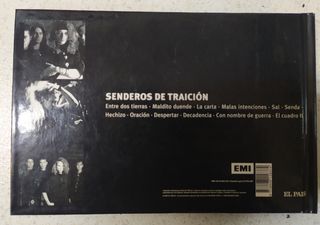 SENDEROS DE TRAICIÓN
Entre dos tierras - Maldito duende - La carta - Malas intenciones - Sal - Senda -
Hechizo - Oración - Despertar - Decadencia - Con nombre de guerra - El cuadro II
EMI
EL PAIS